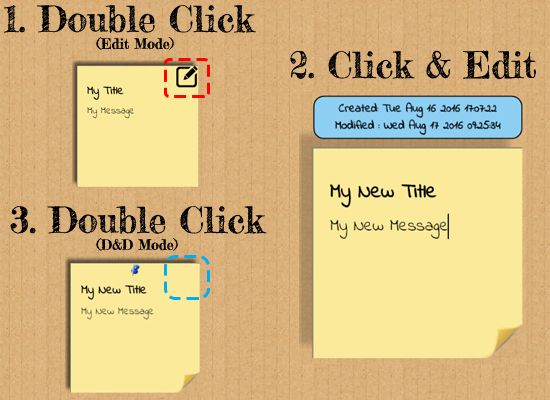 1. Double Click
(Edit Mode)
My Title
My Message
2. Click & Edit
Created: Tue Aug 16 2016 17:07:22
Modified : Wed Aug 17 2016 09:25:34
My New Title
My New Message
3. Double Click
(D&D Mode)
My New Title
My New Message